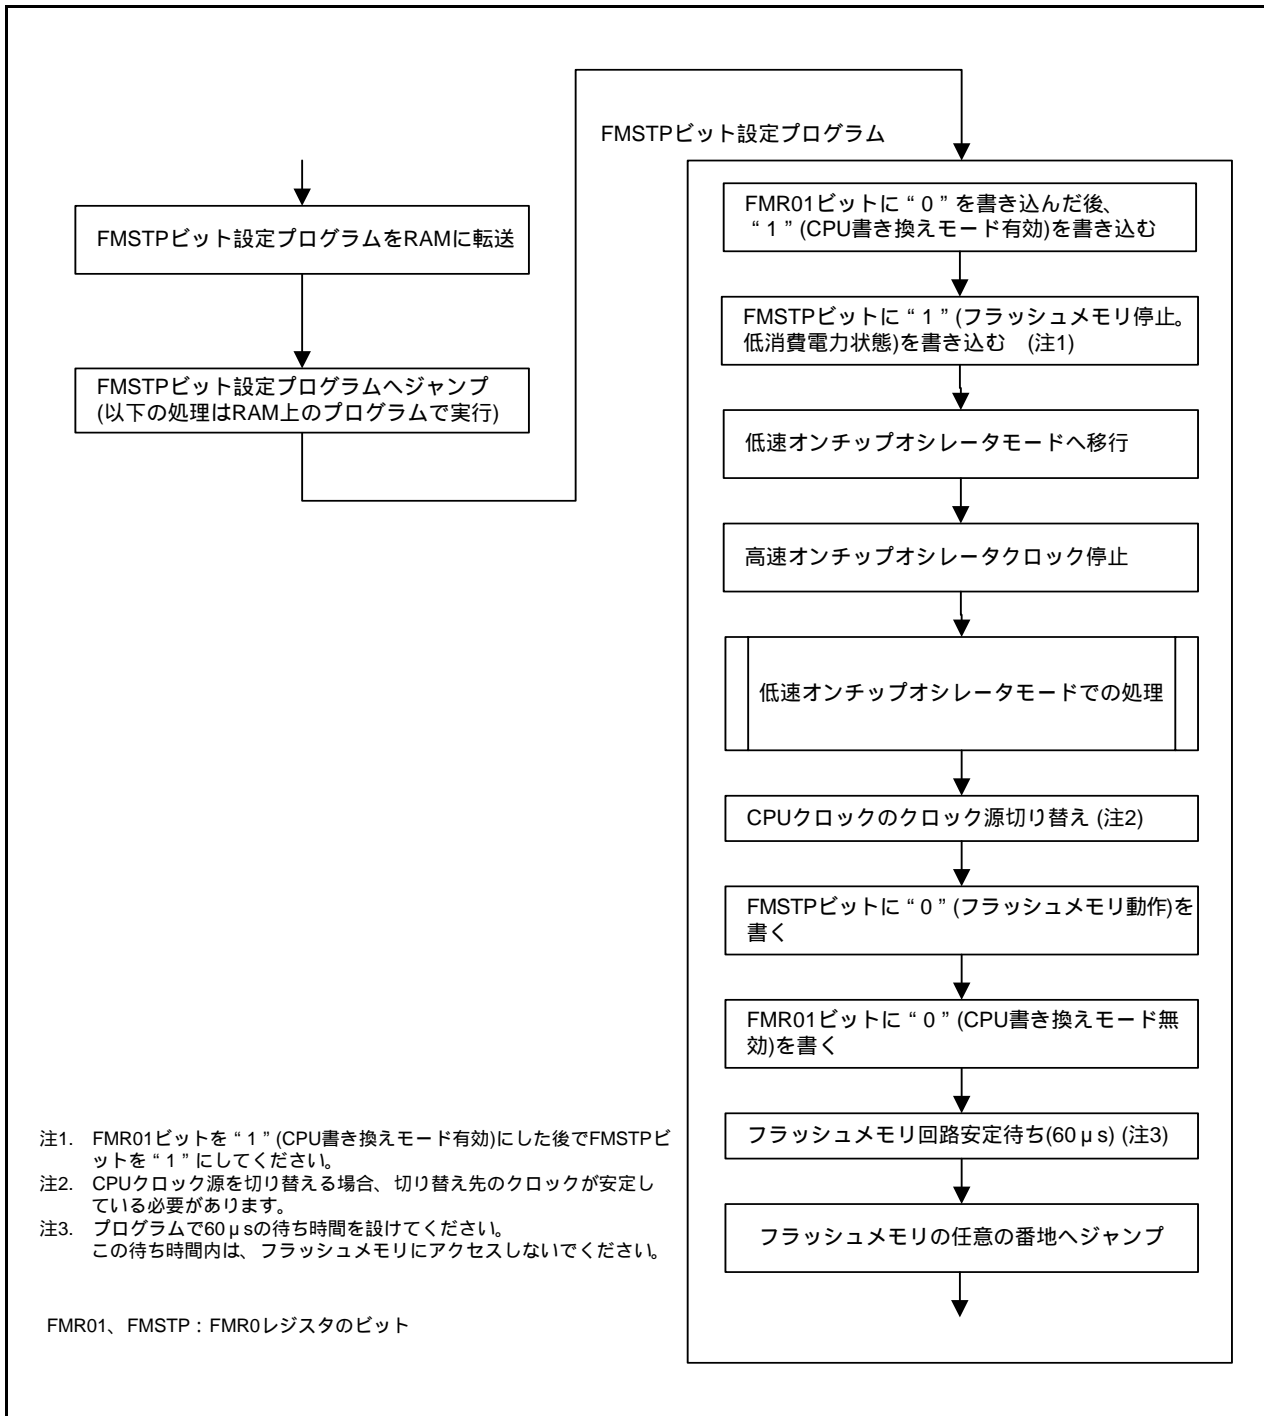 FMSTPビット設定プログラムをRAMに転送
FMSTPビット設定プログラムへジャンプ
(以下の処理はRAM上のプログラムで実行)
FMSTPビット設定プログラム
FMR01ビットに“0”を書き込んだ後、
“1”(CPU書き換えモード有効)を書き込む
FMSTPビットに“1”(フラッシュメモリ停止。
低消費電力状態)を書き込む (注1)
低速オンチップオシレータモードへ移行
高速オンチップオシレータクロック停止
低速オンチップオシレータモードでの処理
CPUクロックのクロック源切り替え (注2)
FMSTPビットに“0”(フラッシュメモリ動作)を
書く
FMR01ビットに“0”(CPU書き換えモード無
効)を書く
フラッシュメモリ回路安定待ち(60μs) (注3)
フラッシュメモリの任意の番地へジャンプ
注1. FMR01ビットを“1”(CPU書き換えモード有効)にした後でFMSTPビ
ットを“1”にしてください。
注2. CPUクロック源を切り替える場合、切り替え先のクロックが安定し
ている必要があります。
注3. プログラムで60μsの待ち時間を設けてください。
この待ち時間内は、フラッシュメモリにアクセスしないでください。
FMR01、FMSTP：FMR0レジスタのビット